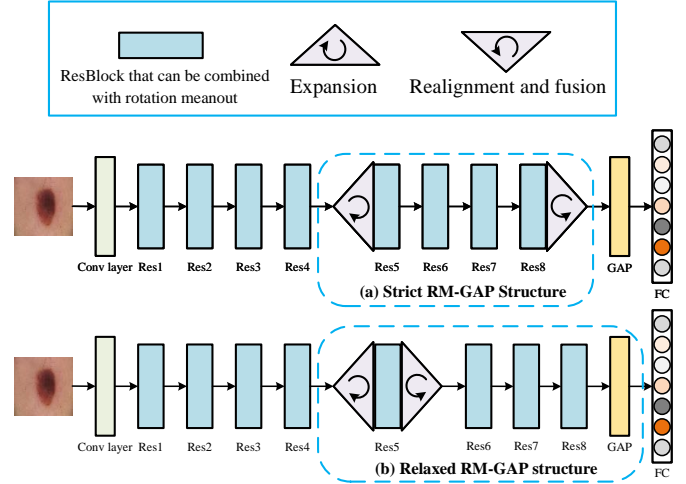 ResBlock that can be combined
with rotation meanout
Expansion
Realignment and fusion
Conv layer Res1 Res2 Res3 Res4 Res5 Res6 Res7 Res8 GAP
(a) Strict RM-GAP Structure
FC
Conv layer Res1 Res2 Res3 Res4 Res5 Res6 Res7 Res8 GAP
(b) Relaxed RM-GAP structure
FC